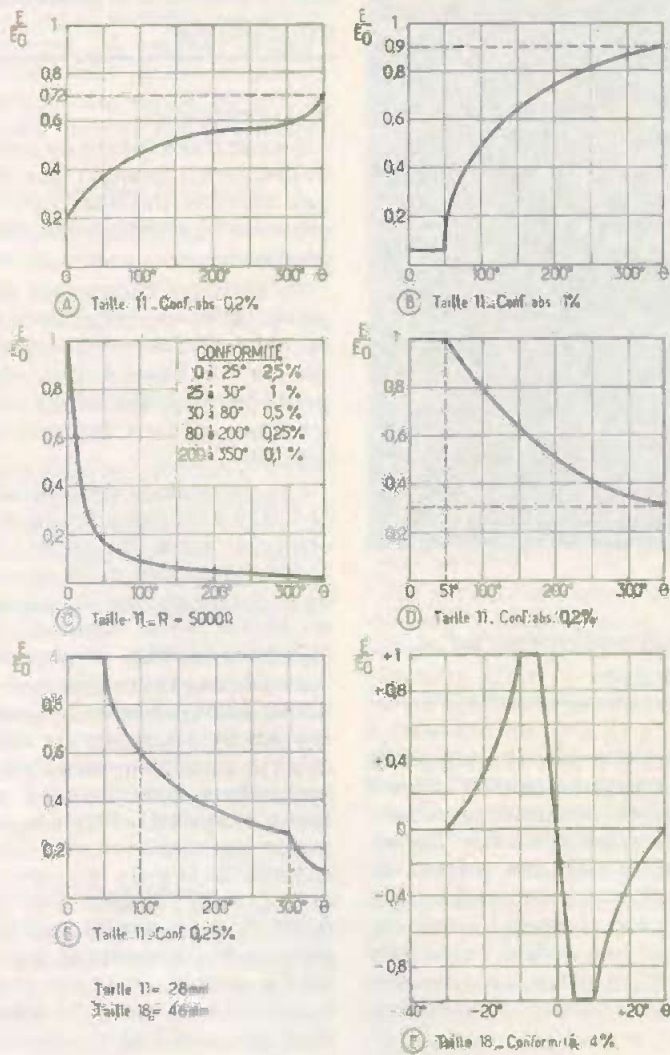 E/E0
1
0,8
0,72
0,6
0,4
0,2
0 100° 200° 300° θ
A Taille 11 - Conf. abs. 0,2%
E/E0
1
0,9
0,8
0,6
0,4
0,2
0 100° 200° 300° θ
B Taille 11 - Conf. abs. 1%
E/E0
1
0,8
0,6
0,4
0,2
CONFORMITÉ
0 à 25° 2,5%
25 à 30° 1 %
30 à 80° 0,5 %
80 à 200° 0,25%
200 à 350° 0,1 %
0 100° 200° 300° θ
C Taille 11 - R = 5000Ω
E/E0
1
0,8
0,6
0,4
0 51° 100° 200° 300° θ
D Taille 11. Conf. abs. 0,2%
E/E0
1
0,8
0,6
0,4
0,2
0 100° 200° 300° θ
E Taille 11 - Conf 0,25%
E/E0
+1
+0,8
+0,4
0
-0,4
-0,8
-40° -20° 0 +20° θ
F Taille 18 - Conformité 4%
Taille 11 = 28mm
Taille 18 = 46mm